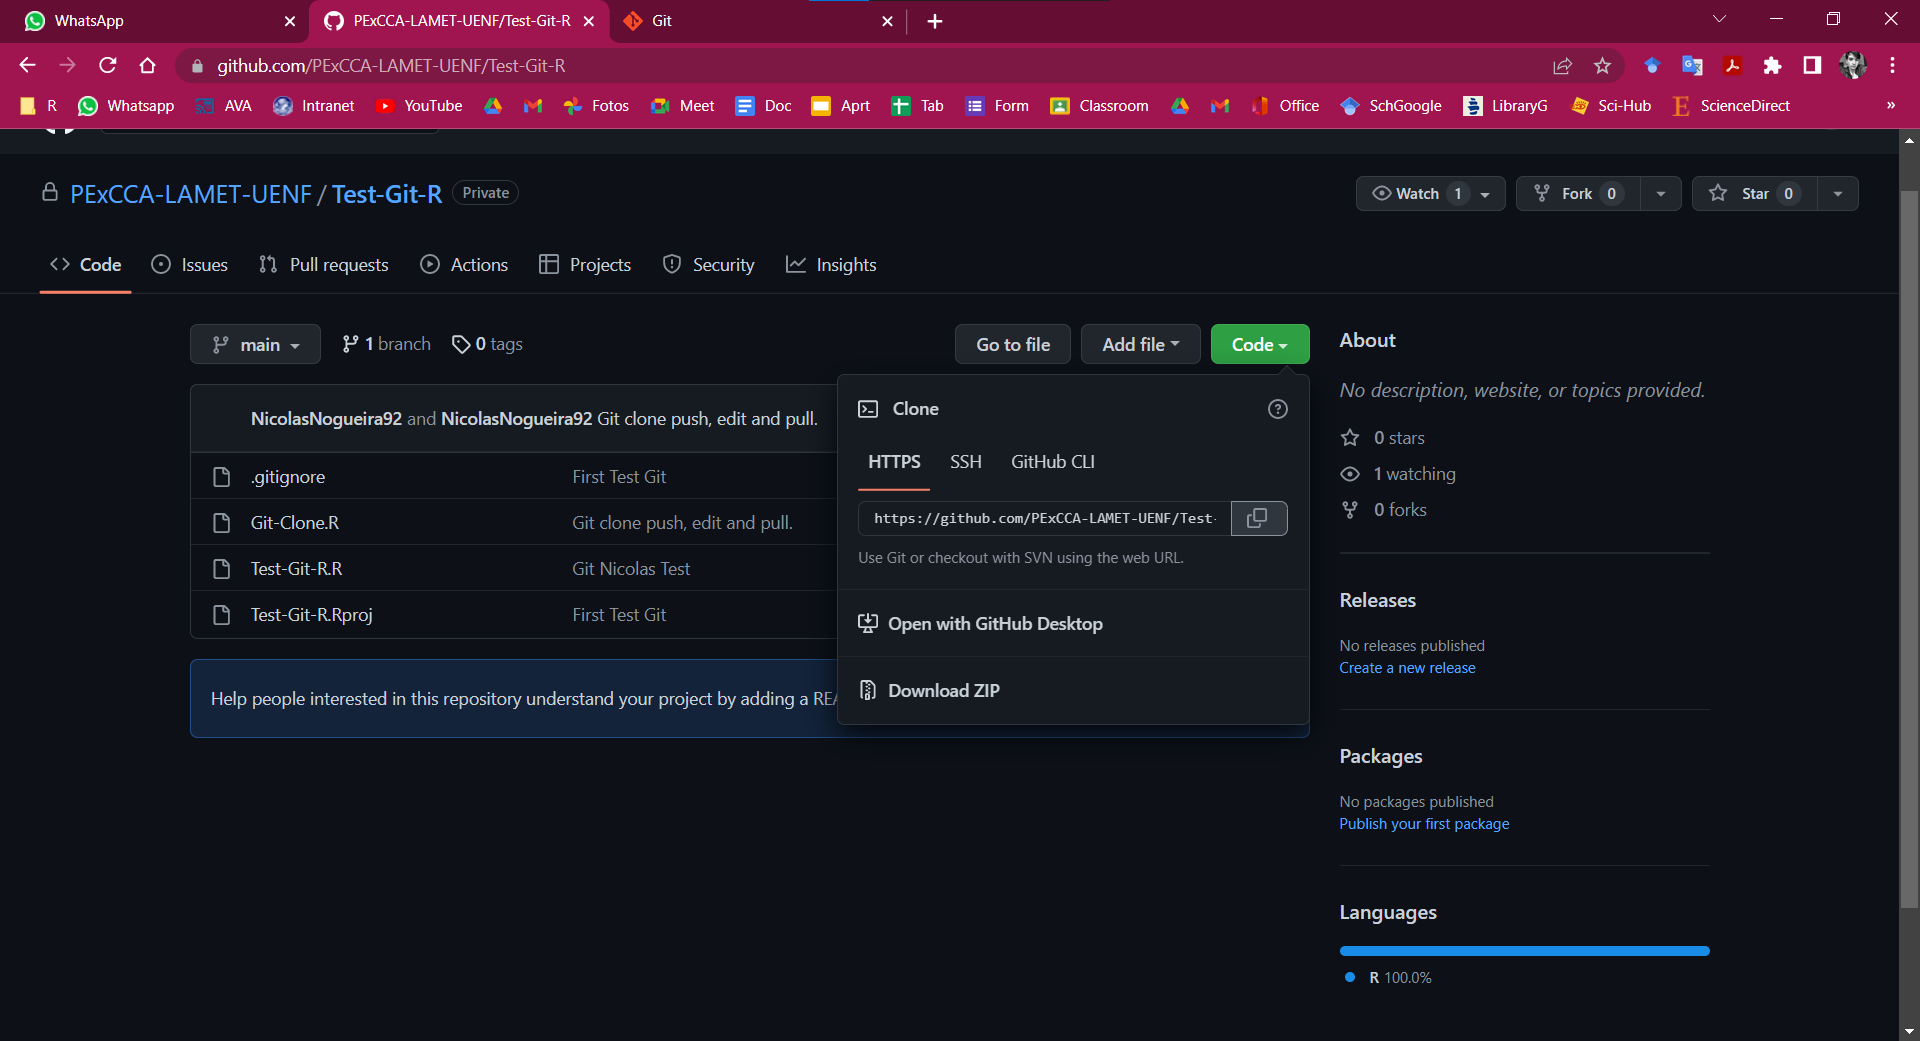 WhatsApp
PExCCA-LAMET-UENF/Test-Git-R
Git
github.com/PExCCA-LAMET-UENF/Test-Git-R
R Whatsapp AVA Intranet YouTube Fotos Meet Doc Aprt Tab Form Classroom Office SchGoogle LibraryG Sci-Hub ScienceDirect »
PExCCA-LAMET-UENF / Test-Git-R Private
Watch 1 Fork 0 Star 0
Code Issues Pull requests Actions Projects Security Insights
main 1 branch 0 tags Go to file Add file Code
NicolasNogueira92 and NicolasNogueira92 Git clone push, edit and pull.
.gitignore First Test Git
Git-Clone.R Git clone push, edit and pull.
Test-Git-R.R Git Nicolas Test
Test-Git-R.Rproj First Test Git
Help people interested in this repository understand your project by adding a
Clone
HTTPS SSH GitHub CLI
https://github.com/PExCCA-LAMET-UENF/Test-
Use Git or checkout with SVN using the web URL.
Open with GitHub Desktop
Download ZIP
About
No description, website, or topics provided.
0 stars
1 watching
0 forks
Releases
No releases published
Create a new release
Packages
No packages published
Publish your first package
Languages
R 100.0%